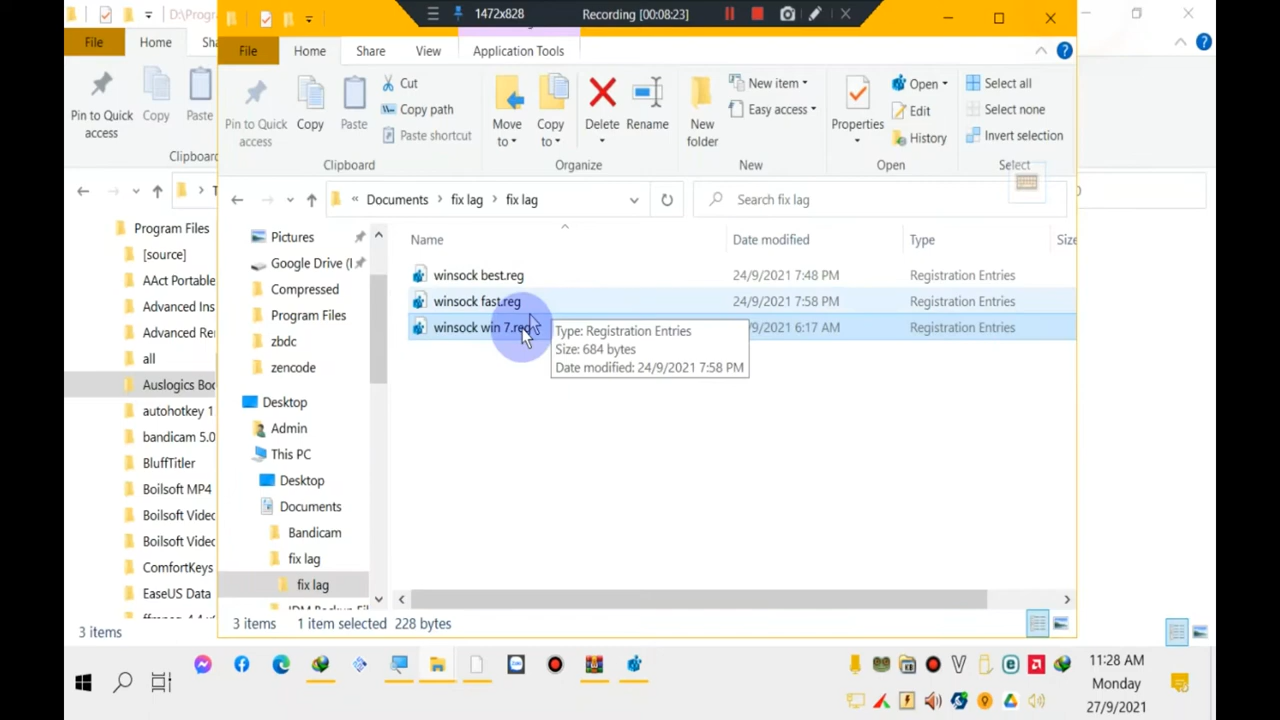 D:\Progr
1472x828
Recording [00:08:23]
File
Home
Sha
File
Home
Share
View
Application Tools
Pin to Quick access
Copy
Paste
Clipboard
Pin to Quick access
Copy
Paste
Cut
Copy path
Paste shortcut
Clipboard
Move to
Copy to
Delete
Rename
Organize
New folder
New item
Easy access
New
Properties
Open
Edit
History
Open
Select all
Select none
Invert selection
Select
« Documents > fix lag > fix lag
Search fix lag
Program Files
[source]
AAct Portable
Advanced Ins
Advanced Re
all
Auslogics Boo
autohotkey 1
bandicam 5.0
BluffTitler
Boilsoft MP4
Boilsoft Video
Boilsoft Video
ComfortKeys
EaseUS Data
3 items
Pictures
Google Drive (I
Compressed
Program Files
zbdc
zencode
Desktop
Admin
This PC
Desktop
Documents
Bandicam
fix lag
fix lag
Name
Date modified
Type
Size
winsock best.reg
24/9/2021 7:48 PM
Registration Entries
winsock fast.reg
24/9/2021 7:58 PM
Registration Entries
winsock win 7.reg
/9/2021 6:17 AM
Registration Entries
Type: Registration Entries
Size: 684 bytes
Date modified: 24/9/2021 7:58 PM
3 items
1 item selected
228 bytes
11:28 AM
Monday
27/9/2021